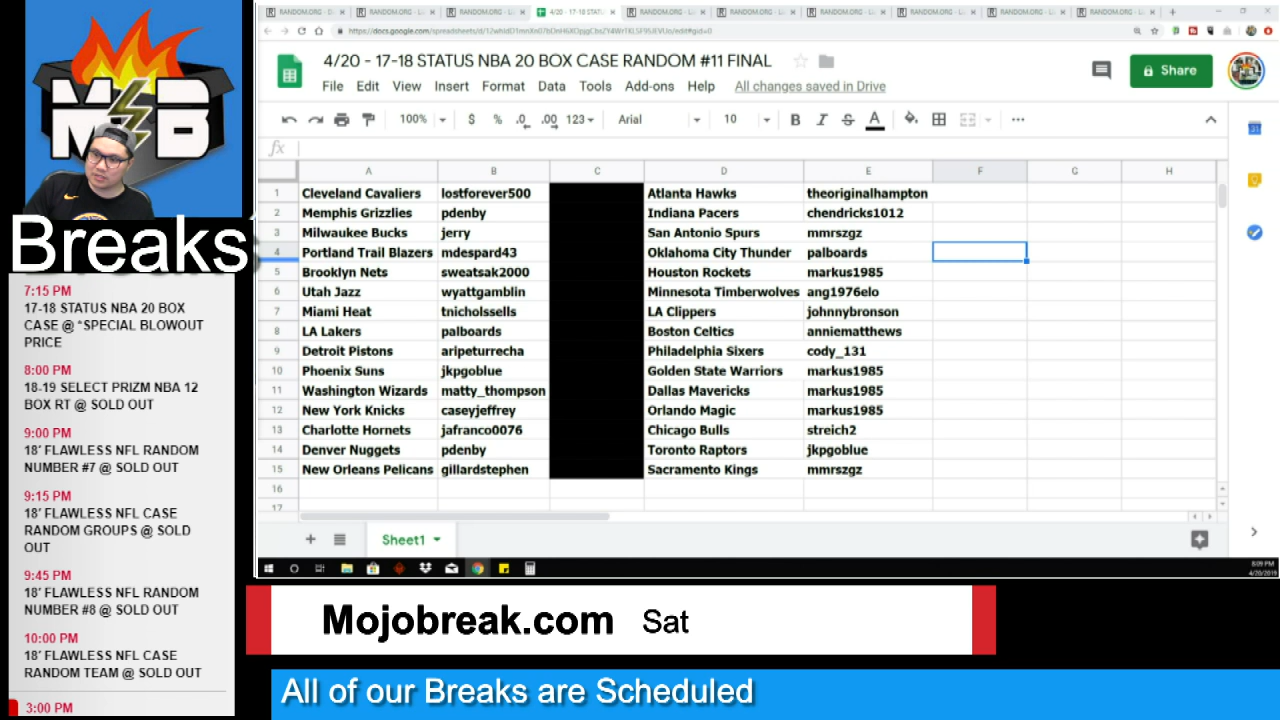 M B
Breaks
7:15 PM
17-18 STATUS NBA 20 BOX
CASE @ *SPECIAL BLOWOUT
PRICE
8:00 PM
18-19 SELECT PRIZM NBA 12
BOX RT @ SOLD OUT
9:00 PM
18' FLAWLESS NFL RANDOM
NUMBER #7 @ SOLD OUT
9:15 PM
18' FLAWLESS NFL CASE
RANDOM GROUPS @ SOLD
OUT
9:45 PM
18' FLAWLESS NFL RANDOM
NUMBER #8 @ SOLD OUT
10:00 PM
18' FLAWLESS NFL CASE
RANDOM TEAM @ SOLD OUT
3:00 PM
4/20 - 17-18 STATUS NBA 20 BOX CASE RANDOM #11 FINAL
File Edit View Insert Format Data Tools Add-ons Help All changes saved in Drive
Share
100% $ % .0 .00 123 Arial 10 B I S A
fx
A B C D E F G H
1 Cleveland Cavaliers lostforever500 Atlanta Hawks theoriginalhampton
2 Memphis Grizzlies pdenby Indiana Pacers chendricks1012
3 Milwaukee Bucks jerry San Antonio Spurs mmrszgz
4 Portland Trail Blazers mdespard43 Oklahoma City Thunder palboards
5 Brooklyn Nets sweatsak2000 Houston Rockets markus1985
6 Utah Jazz wyattgamblin Minnesota Timberwolves ang1976elo
7 Miami Heat tnicholssells LA Clippers johnnybronson
8 LA Lakers palboards Boston Celtics anniematthews
9 Detroit Pistons aripeturrecha Philadelphia Sixers cody_131
10 Phoenix Suns jkpgoblue Golden State Warriors markus1985
11 Washington Wizards matty_thompson Dallas Mavericks markus1985
12 New York Knicks caseyjeffrey Orlando Magic markus1985
13 Charlotte Hornets jafranco0076 Chicago Bulls streich2
14 Denver Nuggets pdenby Toronto Raptors jkpgoblue
15 New Orleans Pelicans gillardstephen Sacramento Kings mmrszgz
16
17
Sheet1
8:09 PM
4/20/2019
Mojobreak.com Sat
All of our Breaks are Scheduled